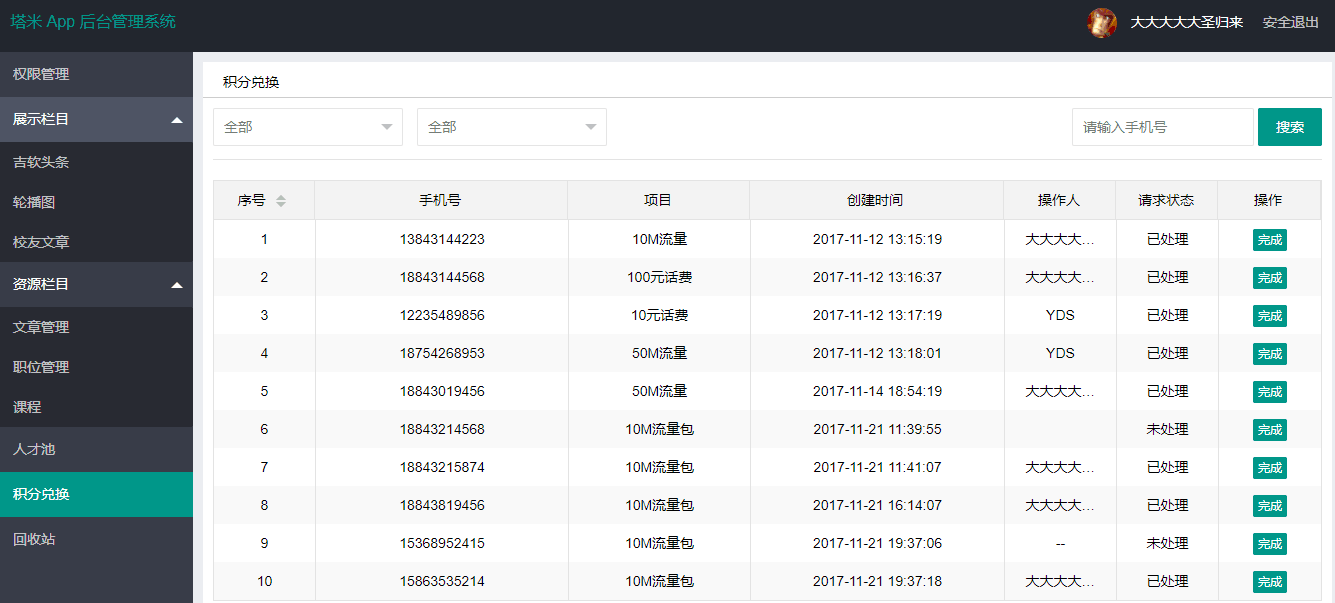 塔米 App 后台管理系统
大大大大大圣归来 安全退出
权限管理
展示栏目
吉软头条
轮播图
校友文章
资源栏目
文章管理
职位管理
课程
人才池
积分兑换
回收站
积分兑换
全部 全部 请输入手机号 搜索
序号 手机号 项目 创建时间 操作人 请求状态 操作
1 13843144223 10M流量 2017-11-12 13:15:19 大大大大... 已处理 完成
2 18843144568 100元话费 2017-11-12 13:16:37 大大大大... 已处理 完成
3 12235489856 10元话费 2017-11-12 13:17:19 YDS 已处理 完成
4 18754268953 50M流量 2017-11-12 13:18:01 YDS 已处理 完成
5 18843019456 50M流量 2017-11-14 18:54:19 大大大大... 已处理 完成
6 18843214568 10M流量包 2017-11-21 11:39:55 未处理 完成
7 18843215874 10M流量包 2017-11-21 11:41:07 大大大大... 已处理 完成
8 18843819456 10M流量包 2017-11-21 16:14:07 大大大大... 已处理 完成
9 15368952415 10M流量包 2017-11-21 19:37:06 -- 未处理 完成
10 15863535214 10M流量包 2017-11-21 19:37:18 大大大大... 已处理 完成